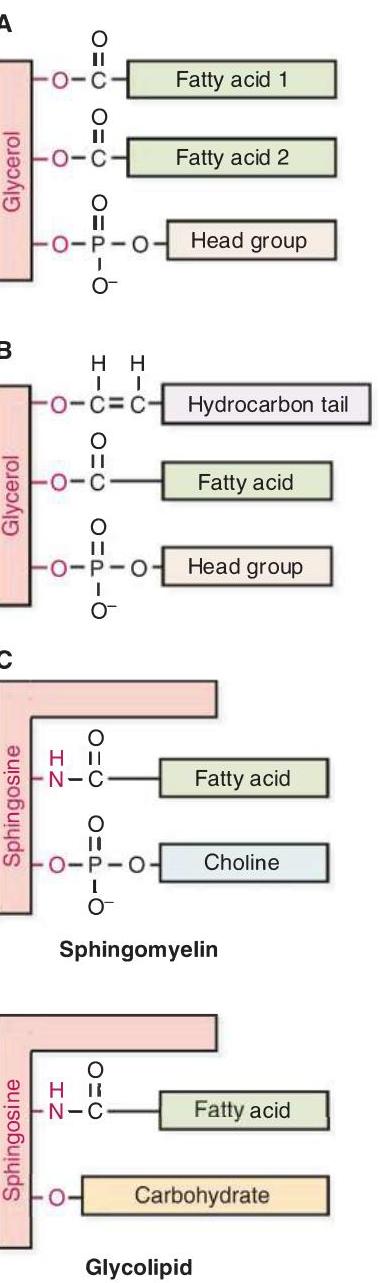 A
Glycerol
O
O – C – Fatty acid 1
O
O – C – Fatty acid 2
O
O – P – O – Head group
O−
B
Glycerol
H H
O – C = C – Hydrocarbon tail
O
O – C – Fatty acid
O
O – P – O – Head group
O−
C
Sphingosine
H O
N – C – Fatty acid
O
O – P – O – Choline
O−
Sphingomyelin
Sphingosine
H O
N – C – Fatty acid
O – Carbohydrate
Glycolipid